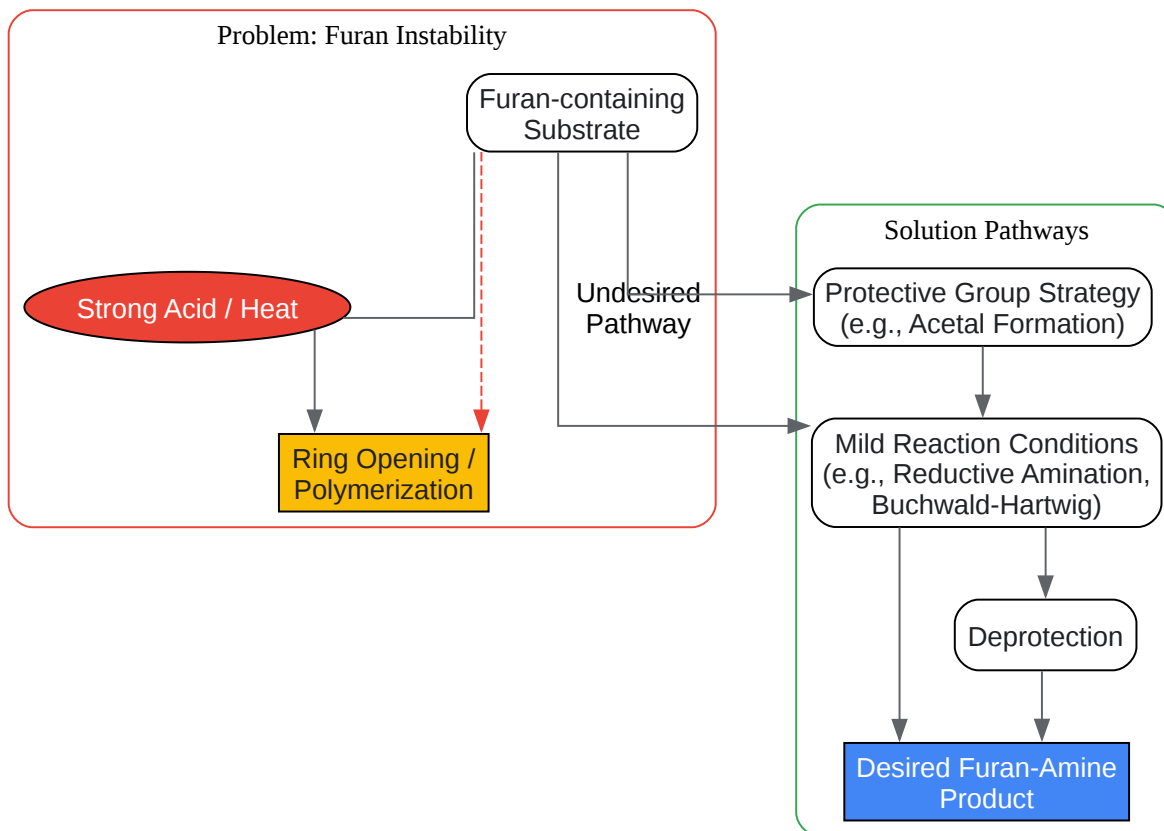 Problem: Furan Instability
Furan-containing
Substrate
Strong Acid / Heat
Undesired
Pathway
Ring Opening /
Polymerization
Solution Pathways
Protective Group Strategy
(e.g., Acetal Formation)
Mild Reaction Conditions
(e.g., Reductive Amination,
Buchwald-Hartwig)
Deprotection
Desired Furan-Amine
Product